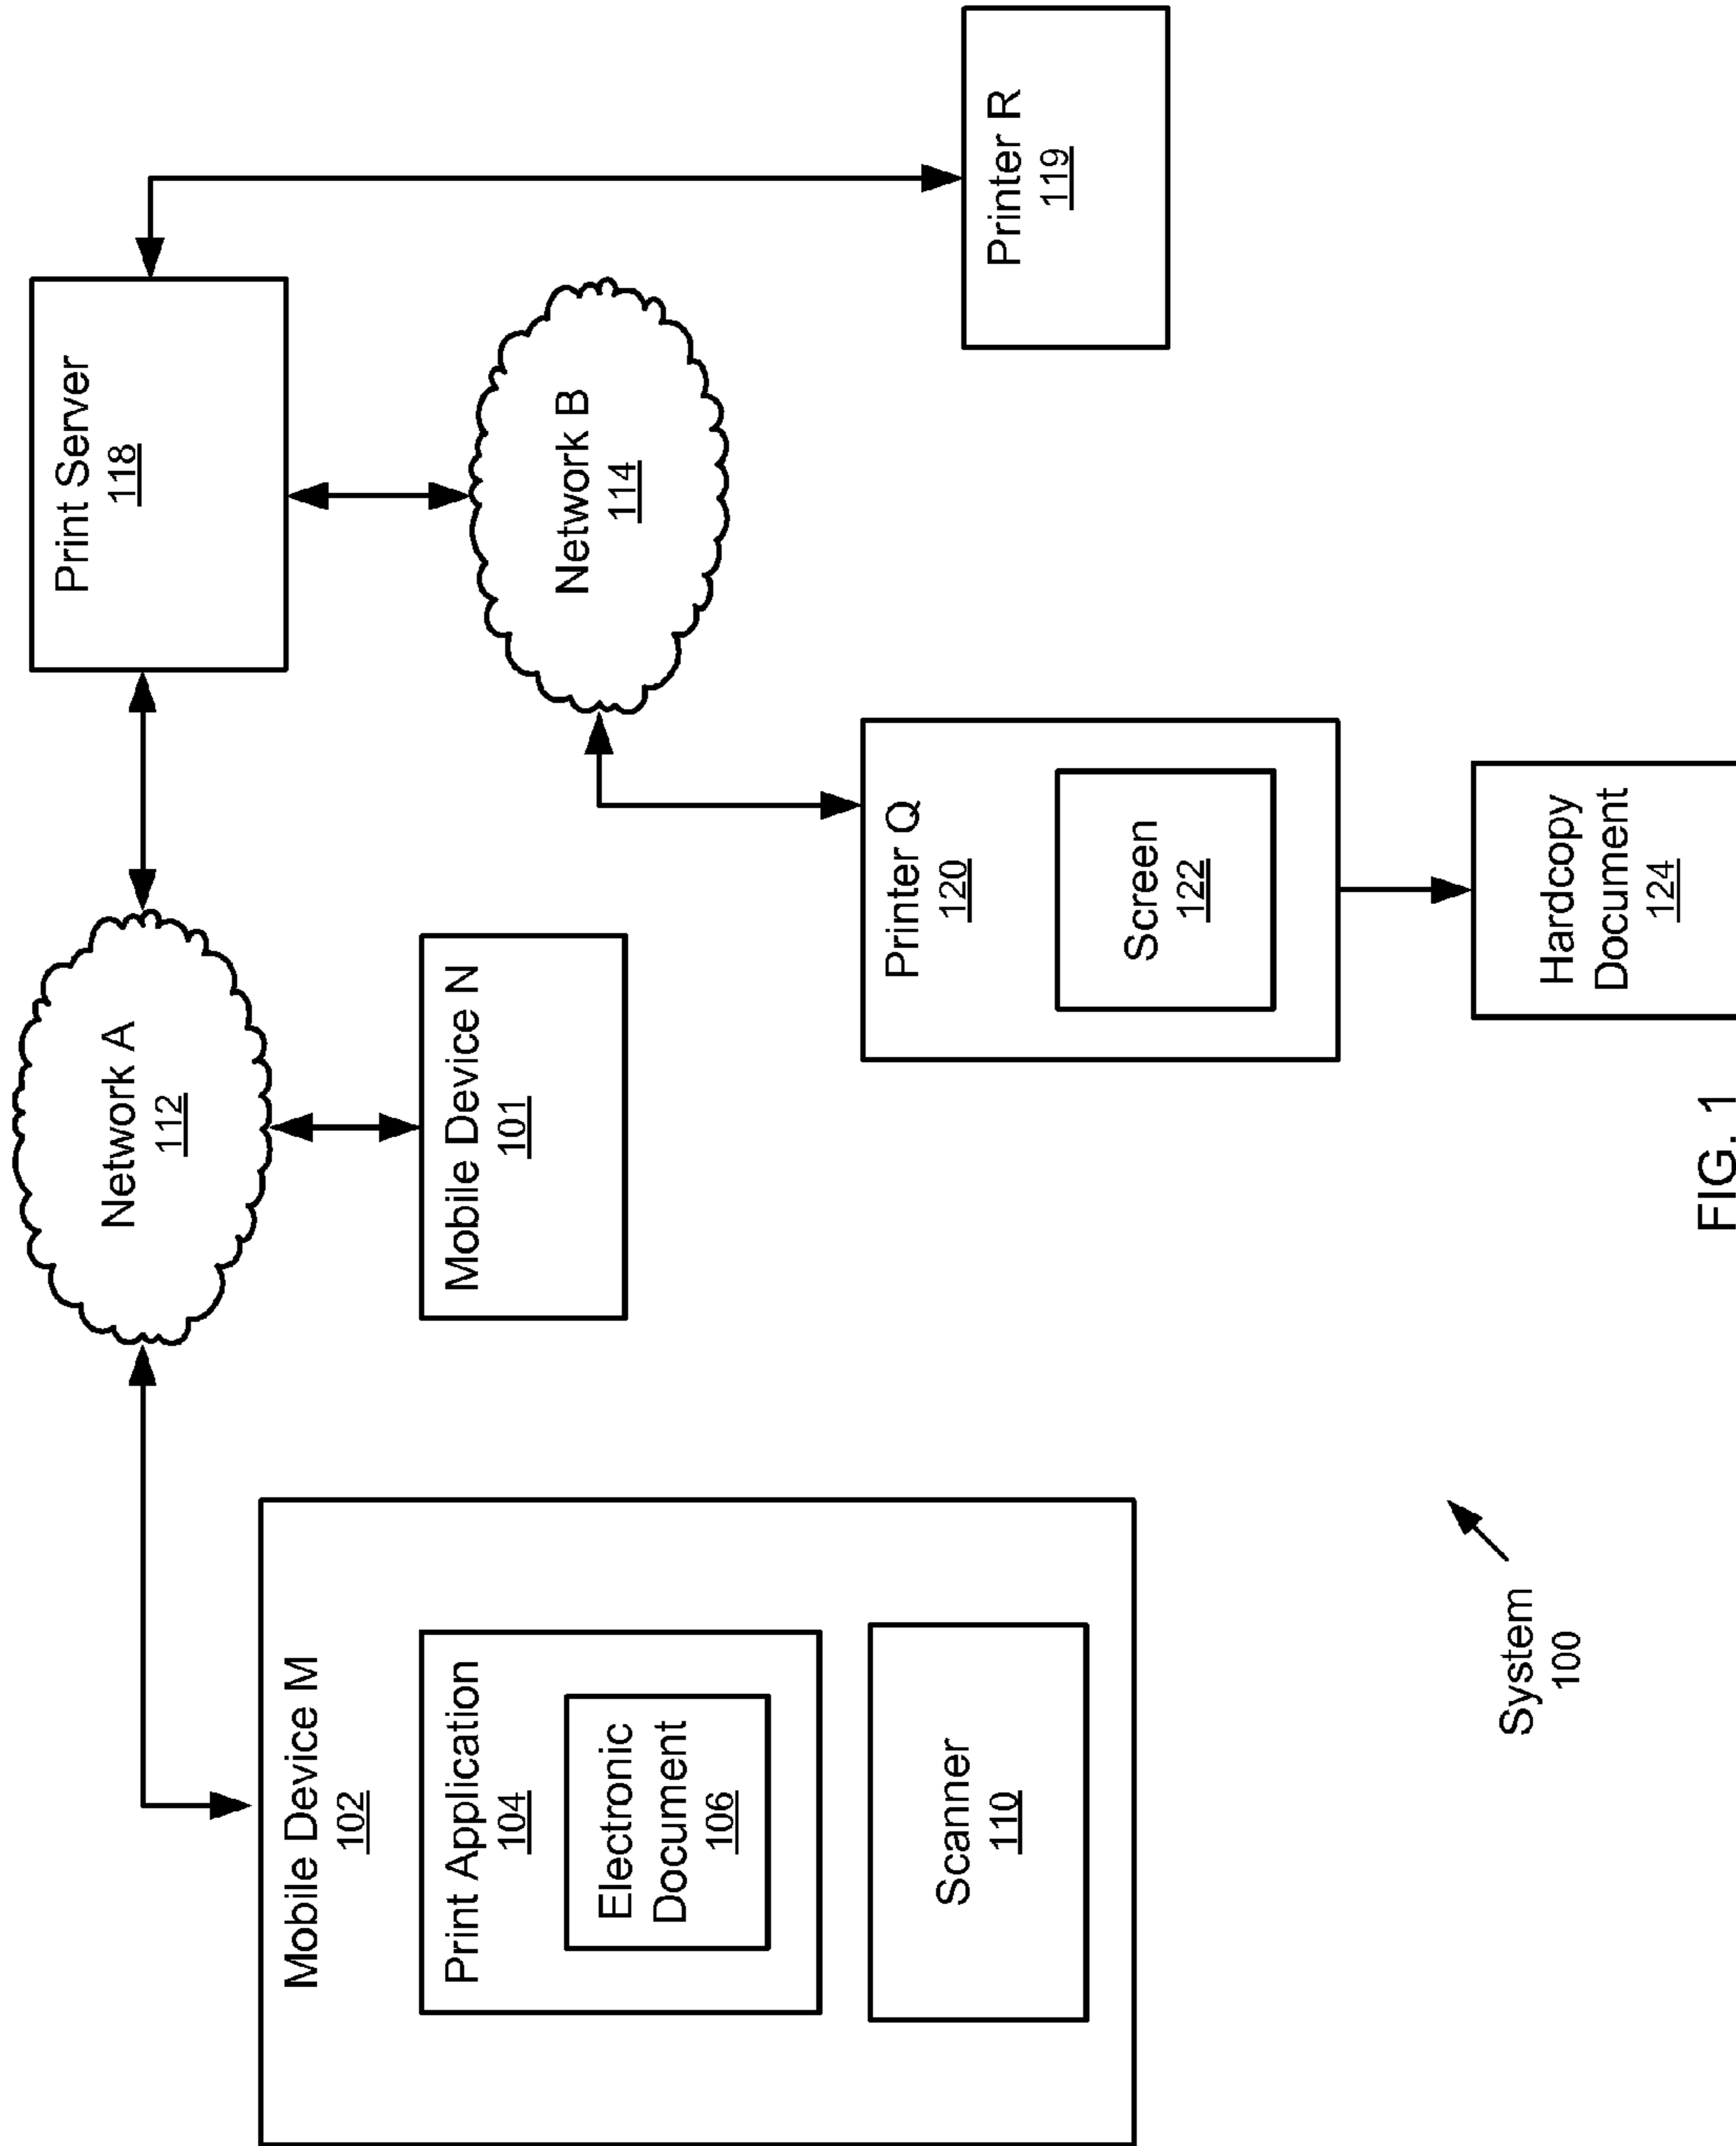 Mobile Device M
102
Print Application
104
Electronic
Document
106
Scanner
110
Network A
112
Mobile Device N
101
Print Server
118
Network B
114
Printer Q
120
Screen
122
Hardcopy
Document
124
Printer R
119
System
100
FIG. 1